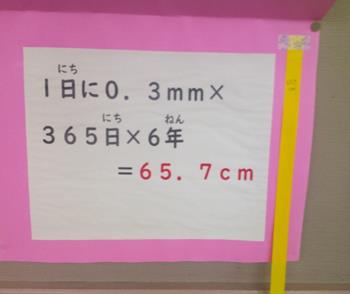 にち
1日に0.3mm×
にち ねん
365日×6年
=65.7cm